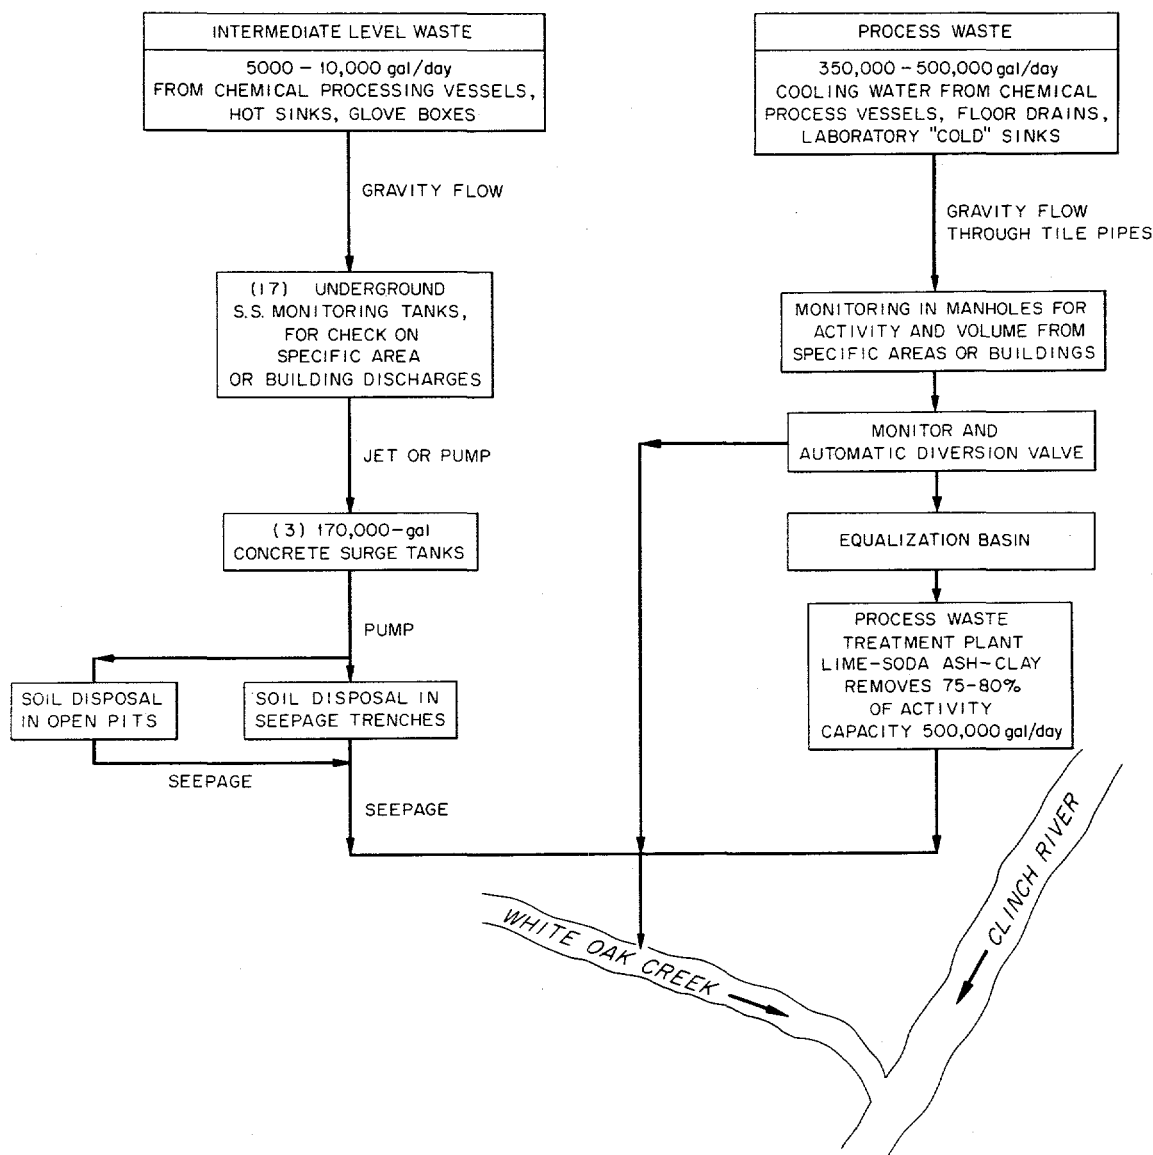 INTERMEDIATE LEVEL WASTE
5000 – 10,000 gal/day
FROM CHEMICAL PROCESSING VESSELS,
HOT SINKS, GLOVE BOXES
GRAVITY FLOW
(17) UNDERGROUND
S.S. MONITORING TANKS,
FOR CHECK ON
SPECIFIC AREA
OR BUILDING DISCHARGES
JET OR PUMP
(3) 170,000-gal
CONCRETE SURGE TANKS
PUMP
SOIL DISPOSAL
IN OPEN PITS
SOIL DISPOSAL IN
SEEPAGE TRENCHES
SEEPAGE
SEEPAGE
PROCESS WASTE
350,000 – 500,000 gal/day
COOLING WATER FROM CHEMICAL
PROCESS VESSELS, FLOOR DRAINS,
LABORATORY "COLD" SINKS
GRAVITY FLOW
THROUGH TILE PIPES
MONITORING IN MANHOLES FOR
ACTIVITY AND VOLUME FROM
SPECIFIC AREAS OR BUILDINGS
MONITOR AND
AUTOMATIC DIVERSION VALVE
EQUALIZATION BASIN
PROCESS WASTE
TREATMENT PLANT
LIME-SODA ASH-CLAY
REMOVES 75-80%
OF ACTIVITY
CAPACITY 500,000 gal/day
WHITE OAK CREEK
CLINCH RIVER